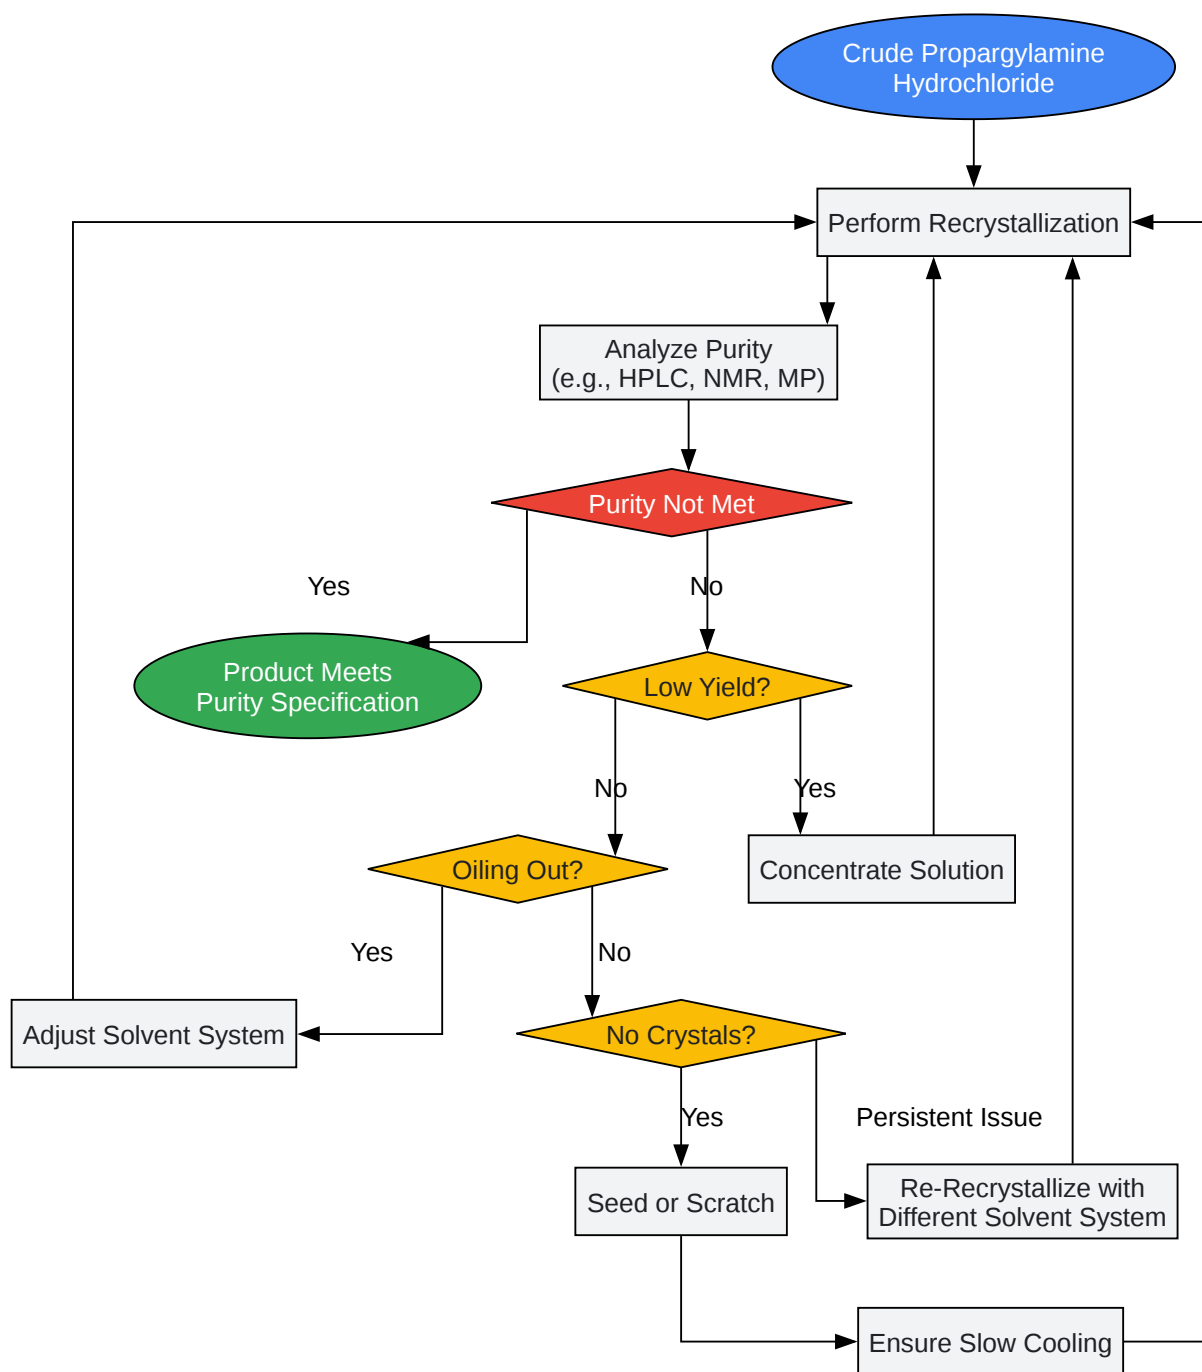 Crude Propargylamine
Hydrochloride
Perform Recrystallization
Analyze Purity
(e.g., HPLC, NMR, MP)
Purity Not Met
Yes
No
Product Meets
Purity Specification
Low Yield?
No
Yes
Oiling Out?
Concentrate Solution
Yes
No
Adjust Solvent System
No Crystals?
Yes
Persistent Issue
Seed or Scratch
Re-Recrystallize with
Different Solvent System
Ensure Slow Cooling